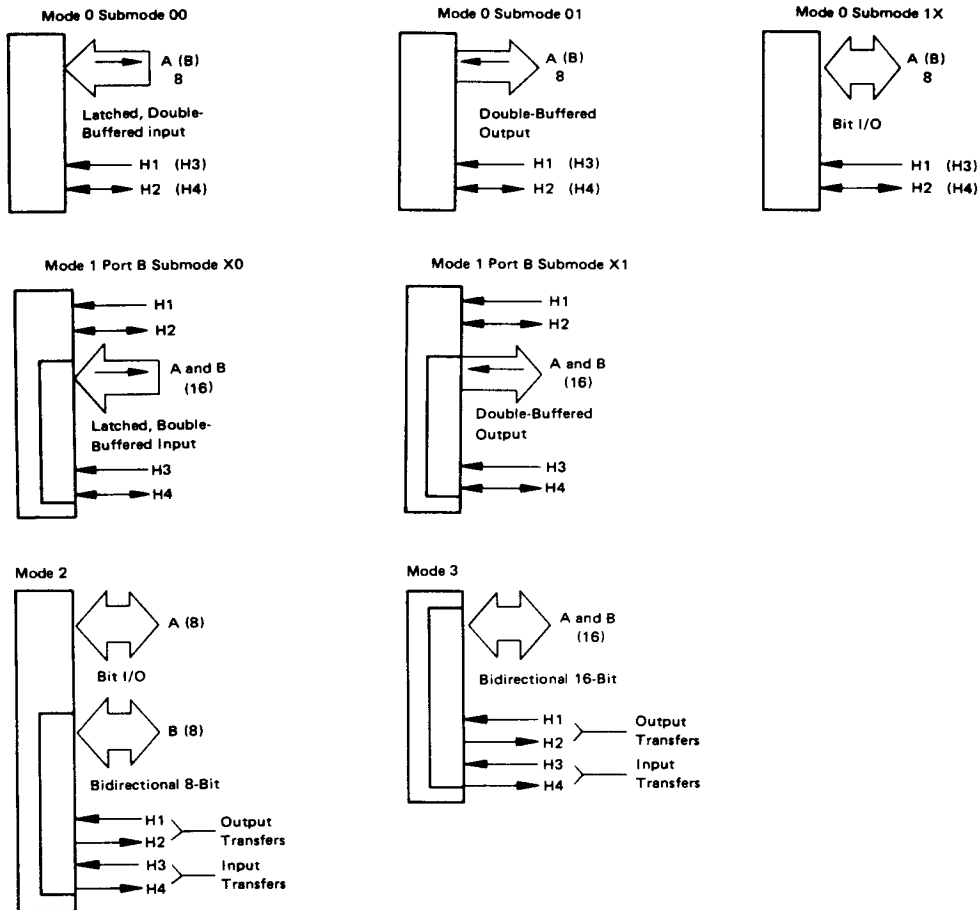 Mode 0 Submode 00
A (B)
8
Latched, Double-
Buffered input
H1 (H3)
H2 (H4)
Mode 0 Submode 01
A (B)
8
Double-Buffered
Output
H1 (H3)
H2 (H4)
Mode 0 Submode 1X
A (B)
8
Bit I/O
H1 (H3)
H2 (H4)
Mode 1 Port B Submode X0
H1
H2
A and B
(16)
Latched, Bouble-
Buffered Input
H3
H4
Mode 1 Port B Submode X1
H1
H2
A and B
(16)
Double-Buffered
Output
H3
H4
Mode 2
A (8)
Bit I/O
B (8)
Bidirectional 8-Bit
H1
H2
Output
Transfers
H3
H4
Input
Transfers
Mode 3
A and B
(16)
Bidirectional 16-Bit
H1
H2
Output
Transfers
H3
H4
Input
Transfers